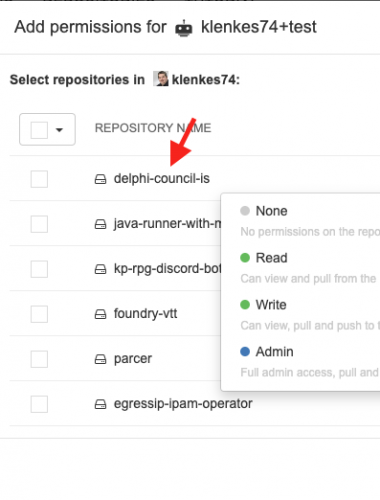 Add permissions for klenkes74+test
Select repositories in klenkes74:
REPOSITORY NAME
delphi-council-is
java-runner-with-m
kp-rpg-discord-bot
foundry-vtt
parcer
egressip-ipam-operator
None
No permissions on the repo
Read
Can view and pull from the
Write
Can view, pull and push to t
Admin
Full admin access, pull and